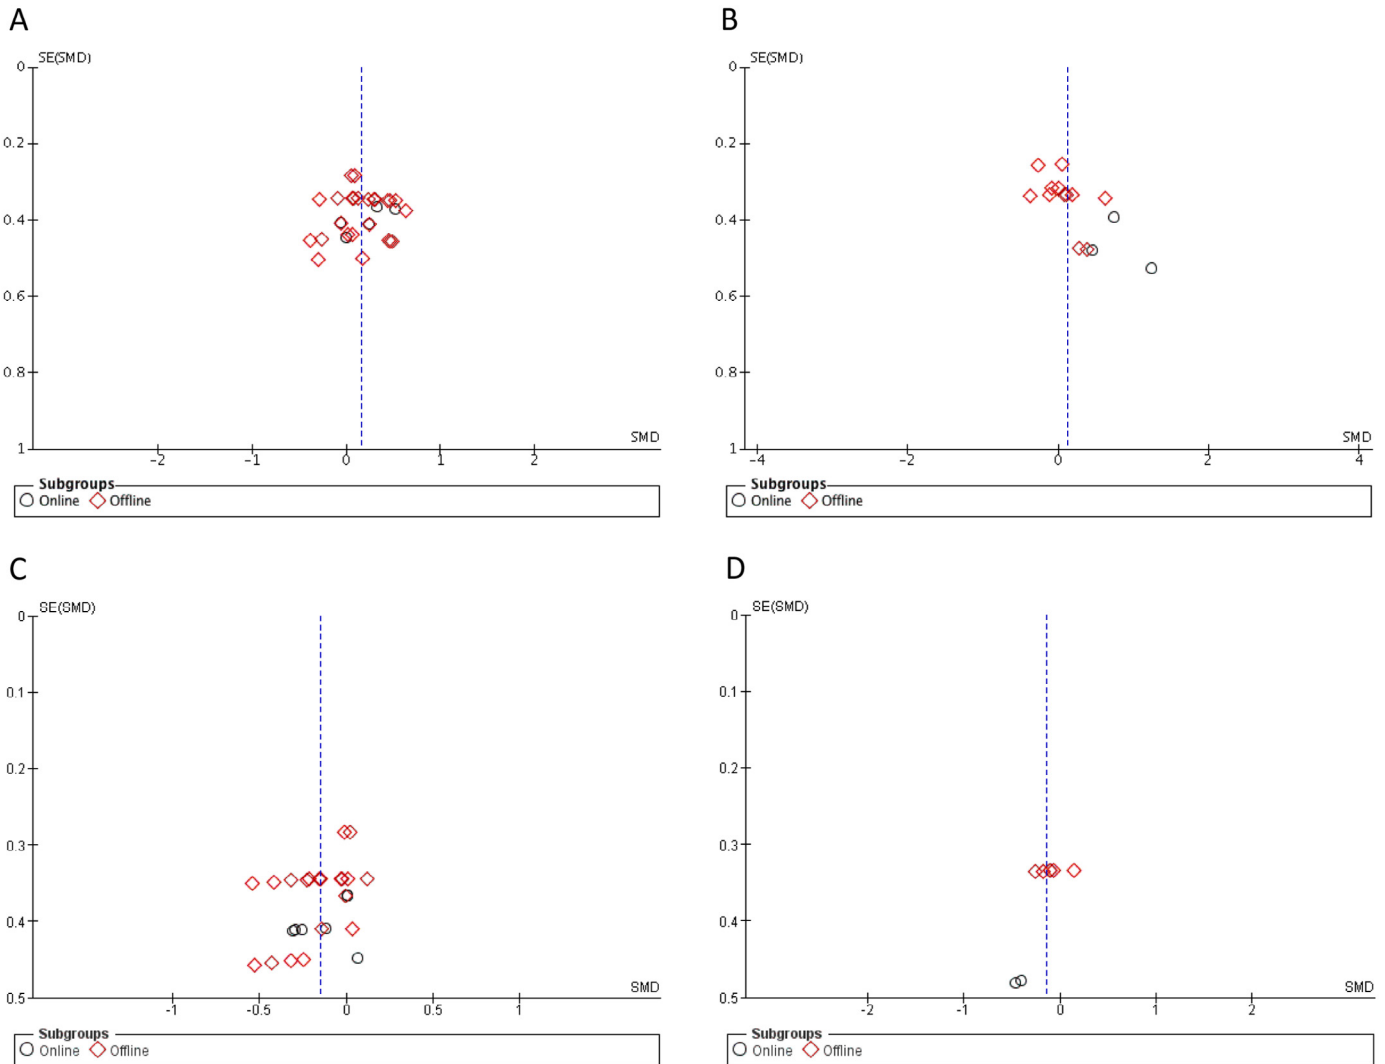 A
SE(SMD)
0
0.2
0.4
0.6
0.8
1
-2
-1
0
1
2
SMD
Subgroups
Online Offline
B
SE(SMD)
0
0.2
0.4
0.6
0.8
1
-4
-2
0
2
4
SMD
Subgroups
Online Offline
C
SE(SMD)
0
0.1
0.2
0.3
0.4
0.5
-1
-0.5
0
0.5
1
SMD
Subgroups
Online Offline
D
SE(SMD)
0
0.1
0.2
0.3
0.4
0.5
-2
-1
0
1
2
SMD
Subgroups
Online Offline